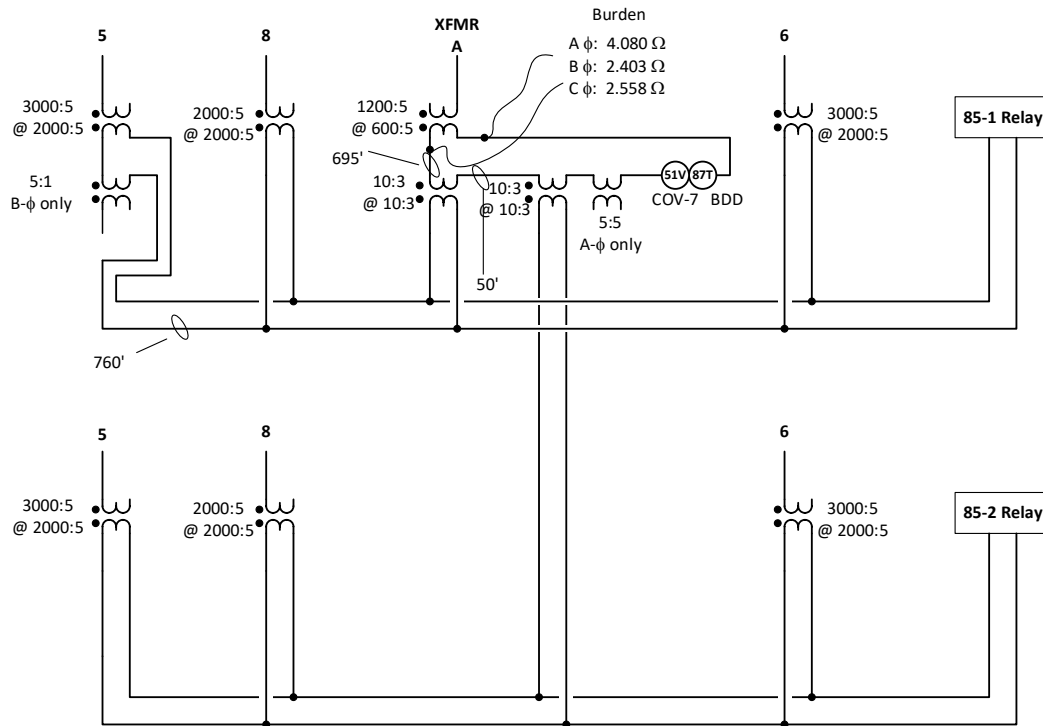 Burden
A ϕ: 4.080 Ω
B ϕ: 2.403 Ω
C ϕ: 2.558 Ω
5
8
XFMR
A
6
3000:5
@ 2000:5
2000:5
@ 2000:5
1200:5
@ 600:5
3000:5
@ 2000:5
85-1 Relay
695'
5:1
B-ϕ only
10:3
@ 10:3
10:3
@ 10:3
5:5
A-ϕ only
51V
87T
COV-7 BDD
50'
760'
5
8
6
3000:5
@ 2000:5
2000:5
@ 2000:5
3000:5
@ 2000:5
85-2 Relay